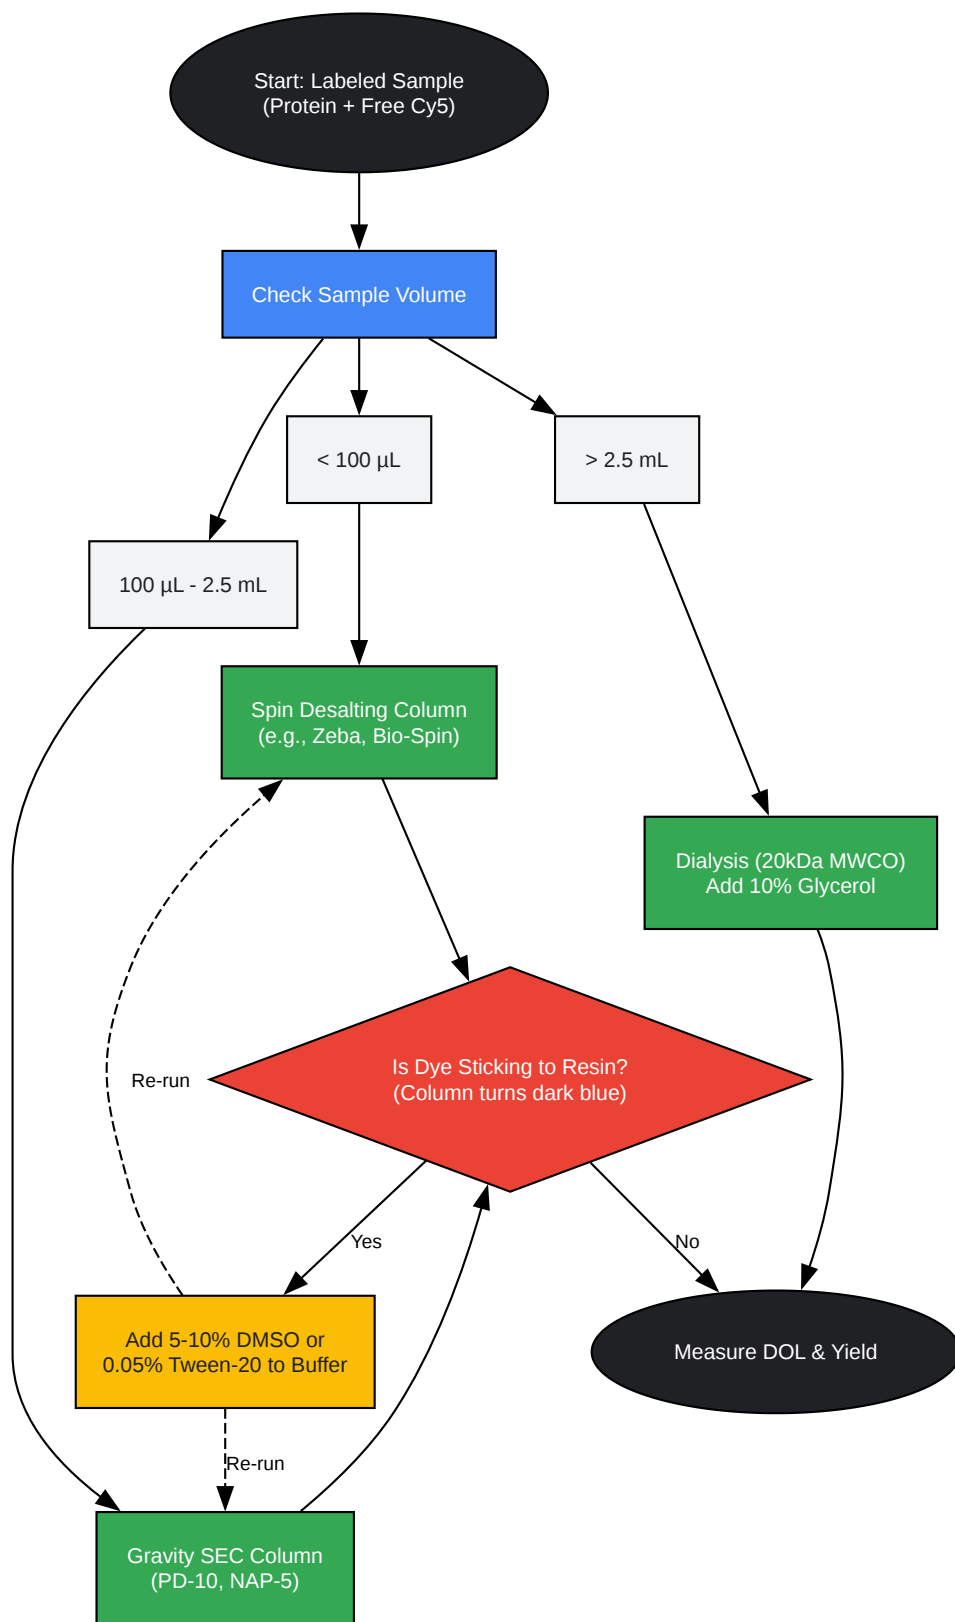 Start: Labeled Sample
(Protein + Free Cy5)
Check Sample Volume
< 100 µL
> 2.5 mL
100 µL - 2.5 mL
Spin Desalting Column
(e.g., Zeba, Bio-Spin)
Dialysis (20kDa MWCO)
Add 10% Glycerol
Is Dye Sticking to Resin?
(Column turns dark blue)
Re-run
Yes
No
Add 5-10% DMSO or
0.05% Tween-20 to Buffer
Measure DOL & Yield
Re-run
Gravity SEC Column
(PD-10, NAP-5)